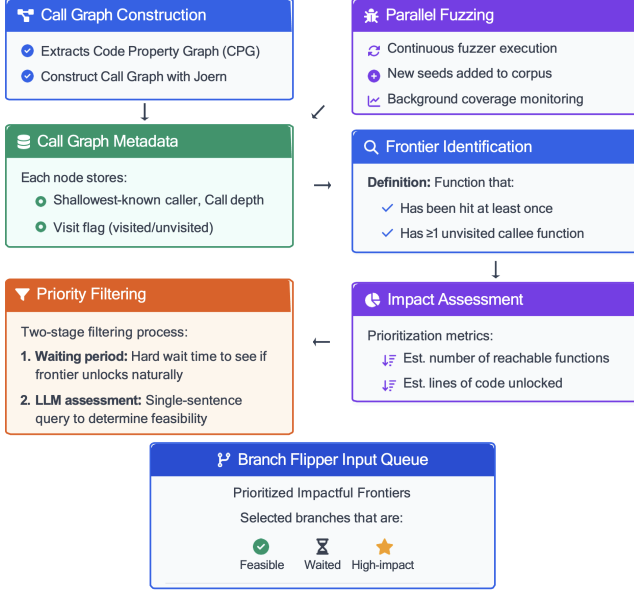 Call Graph Construction
Extracts Code Property Graph (CPG)
Construct Call Graph with Joern
Parallel Fuzzing
Continuous fuzzer execution
New seeds added to corpus
Background coverage monitoring
Call Graph Metadata
Each node stores:
Shallowest-known caller, Call depth
Visit flag (visited/unvisited)
Frontier Identification
Definition: Function that:
Has been hit at least once
Has ≥1 unvisited callee function
Priority Filtering
Two-stage filtering process:
1. Waiting period: Hard wait time to see if
frontier unlocks naturally
2. LLM assessment: Single-sentence
query to determine feasibility
Impact Assessment
Prioritization metrics:
Est. number of reachable functions
Est. lines of code unlocked
Branch Flipper Input Queue
Prioritized Impactful Frontiers
Selected branches that are:
Feasible Waited High-impact